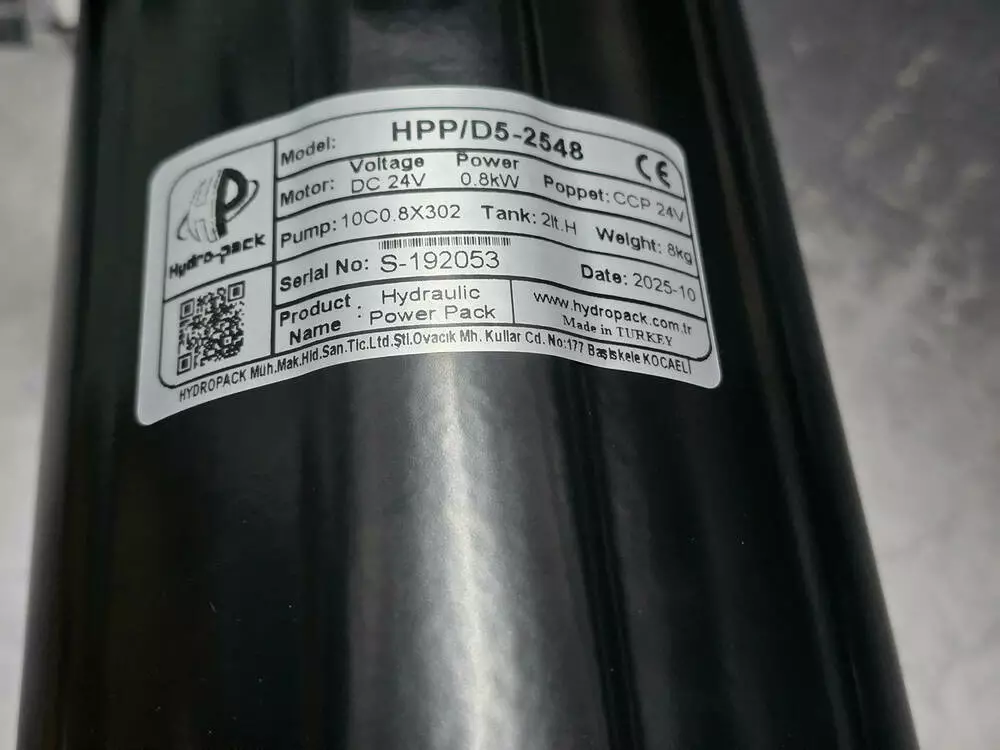 Model: HPP/D5-2548
CE
Motor: Voltage DC 24V Power 0.8kW Poppet: CCP 24V
Pump: 10C0.8X302 Tank: 2lt.H Weight: 8kg
Serial No: S-192053 Date: 2025-10
Product Name : Hydraulic Power Pack
www.hydropack.com.tr
Made in TURKEY
HP
Hydro-pack
HYDROPACK Müh.Mak.Hid.San.Tic.Ltd.Şti.Ovacık Mh. Kullar Cd. No:177 Başiskele KOCAELİ